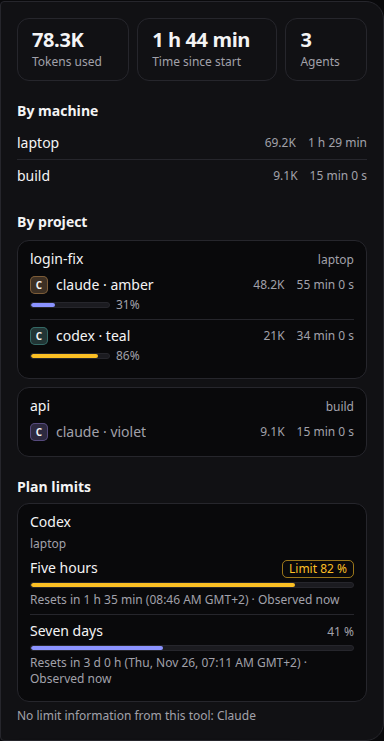 78.3K
Tokens used
1 h 44 min
Time since start
3
Agents
By machine
laptop 69.2K 1 h 29 min
build 9.1K 15 min 0 s
By project
login-fix laptop
C claude · amber 48.2K 55 min 0 s
31%
C codex · teal 21K 34 min 0 s
86%
api build
C claude · violet 9.1K 15 min 0 s
Plan limits
Codex
laptop
Five hours Limit 82 %
Resets in 1 h 35 min (08:46 AM GMT+2) · Observed now
Seven days 41 %
Resets in 3 d 0 h (Thu, Nov 26, 07:11 AM GMT+2) ·
Observed now
No limit information from this tool: Claude